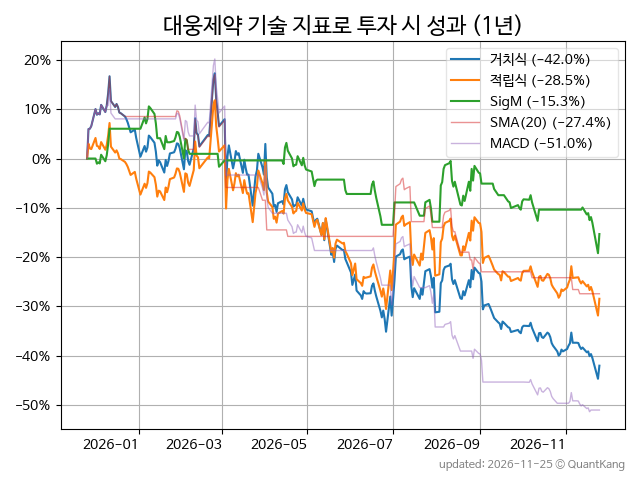 대웅제약 기술 지표로 투자 시 성과 (1년)
거치식 (−42.0%)
적립식 (−28.5%)
SigM (−15.3%)
SMA(20) (−27.4%)
MACD (−51.0%)
20%
10%
0%
−10%
−20%
−30%
−40%
−50%
2026-01
2026-03
2026-05
2026-07
2026-09
2026-11
updated: 2026-11-25 © QuantKang